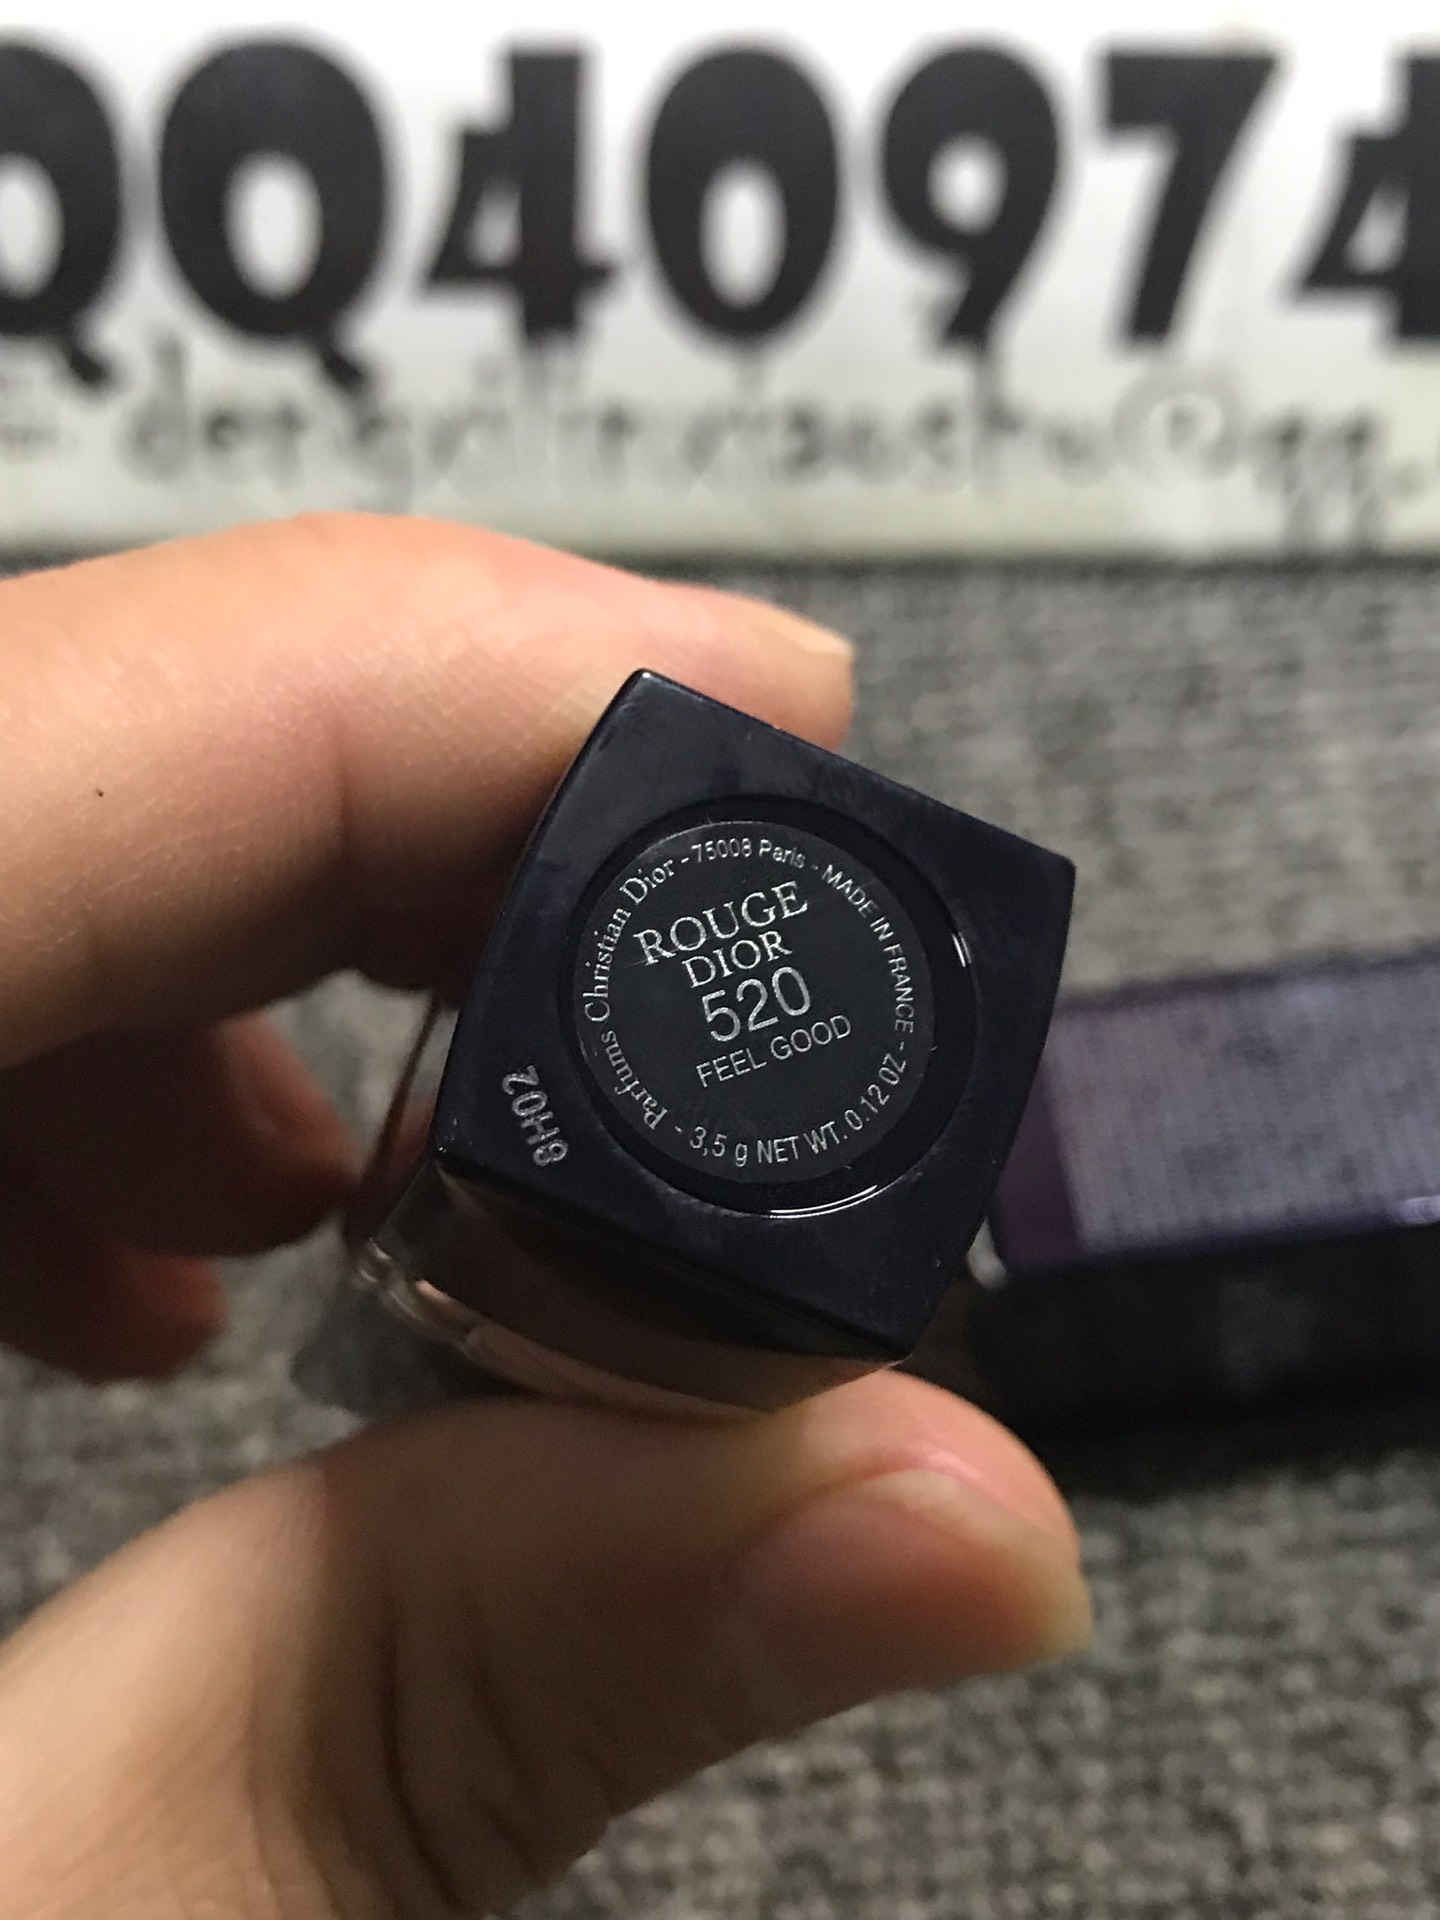 QQ40974
Parfums Christian Dior - 75008 Paris - MADE IN FRANCE -
ROUGE
DIOR
520
FEEL GOOD
- 3,5 g NET WT. 0.12 OZ
8H02